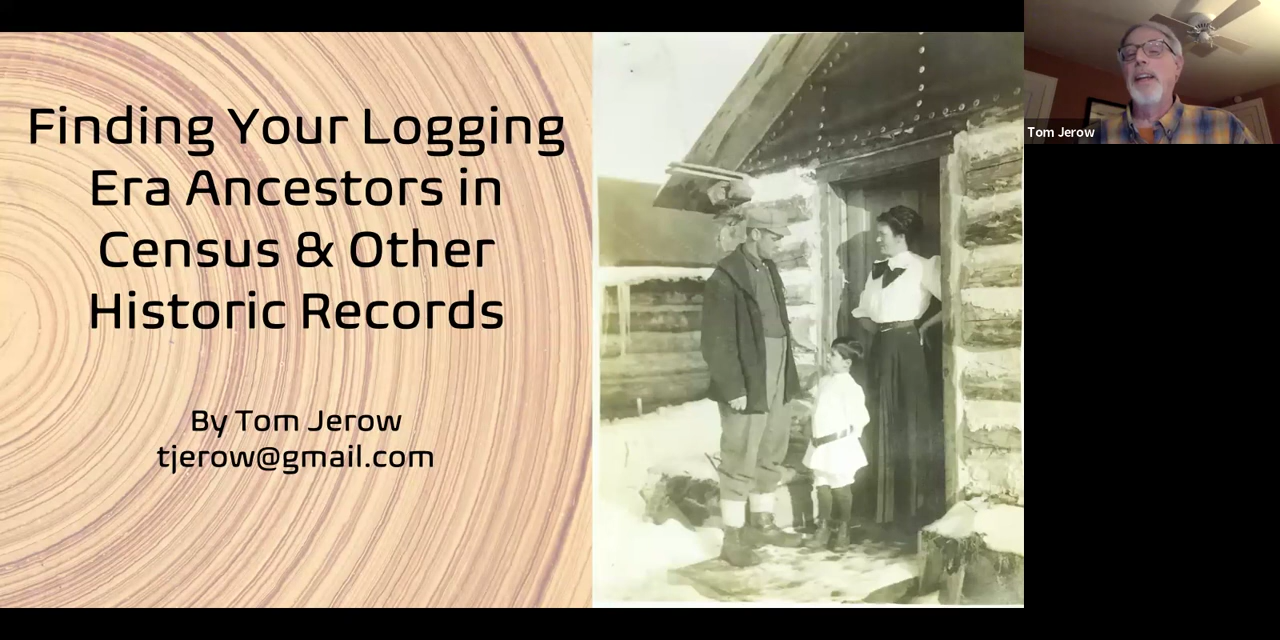 Finding Your Logging
Era Ancestors in
Census & Other
Historic Records
By Tom Jerow
tjerow@gmail.com
Tom Jerow